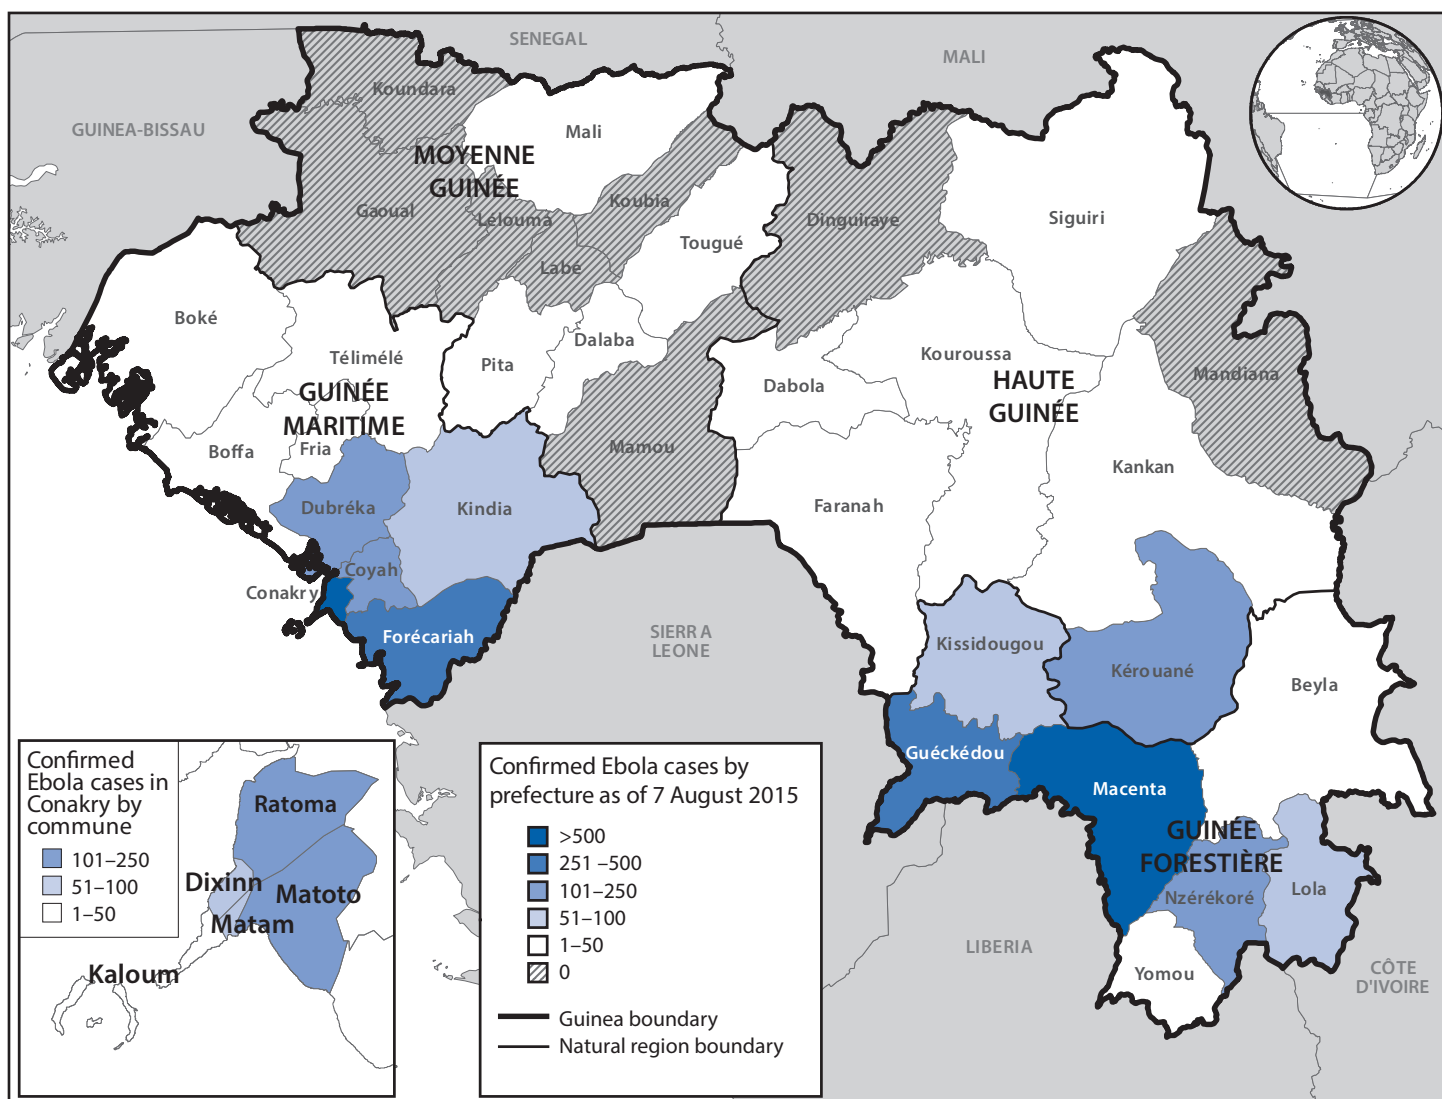 SENEGAL
MALI
GUINEA-BISSAU
Koundara
Mali
MOYENNE
GUINÉE
Gaoual
Lélouma
Koubia
Labé
Tougué
Dinguiraye
Siguiri
Boké
Télimélé
Pita
Dalaba
Kouroussa
Dabola
HAUTE
GUINÉE
Mandiana
GUINÉE
MARITIME
Boffa
Fria
Mamou
Kankan
Dubréka
Kindia
Faranah
Coyah
Conakry
Forécariah
SIERRA
LEONE
Kissidougou
Kérouané
Beyla
Guéckédou
Macenta
GUINÉE
FORESTIÈRE
Nzérékoré
Lola
Yomou
LIBERIA
CÔTE
D'IVOIRE
Confirmed
Ebola cases in
Conakry by
commune
101–250
51–100
1–50
Ratoma
Dixinn
Matoto
Matam
Kaloum
Confirmed Ebola cases by
prefecture as of 7 August 2015
>500
251 –500
101–250
51–100
1–50
0
Guinea boundary
Natural region boundary